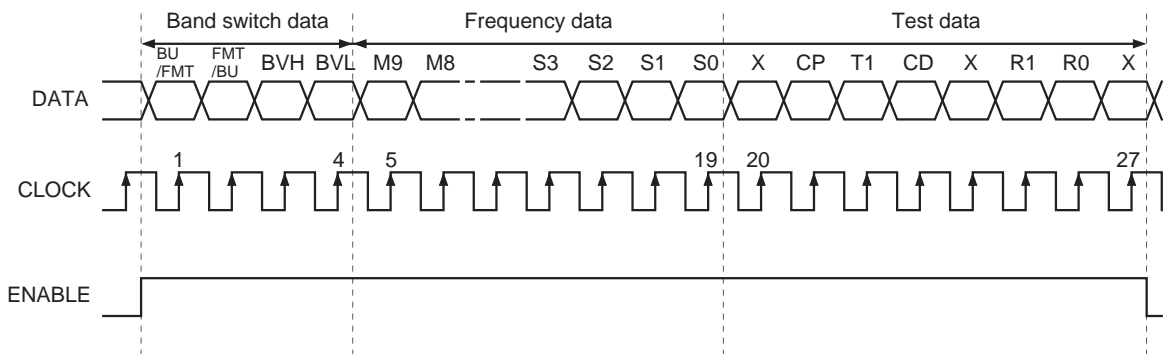 Band switch data Frequency data Test data
BU /FMT FMT /BU BVH BVL M9 M8 S3 S2 S1 S0 X CP T1 CD X R1 R0 X
DATA
1 4 5 19 20 27
CLOCK
ENABLE